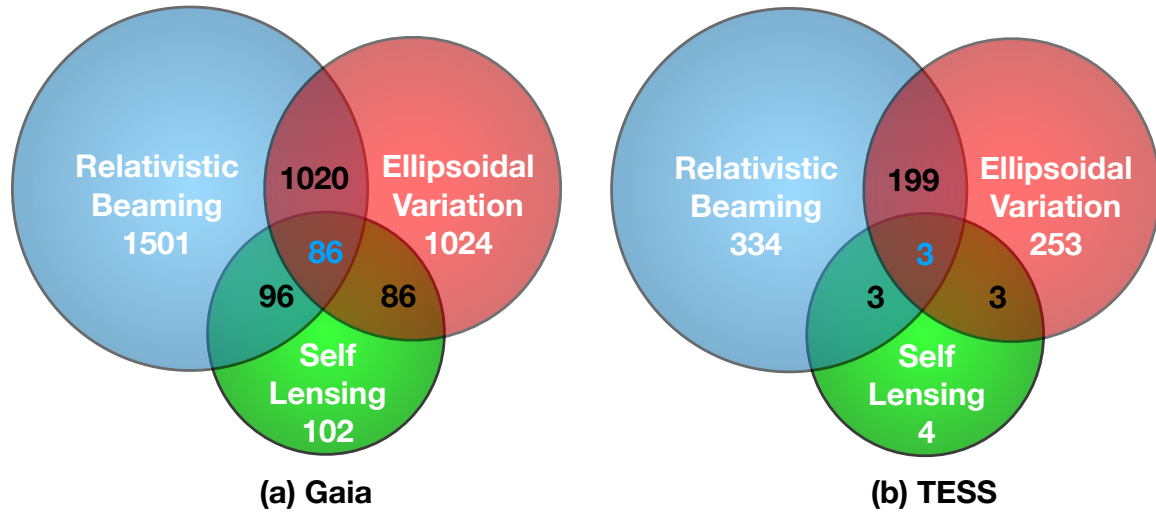 Relativistic
Beaming
1501
1020
Ellipsoidal
Variation
1024
86
96
86
Self
Lensing
102
(a) Gaia
Relativistic
Beaming
334
199
Ellipsoidal
Variation
253
3
3
3
Self
Lensing
4
(b) TESS